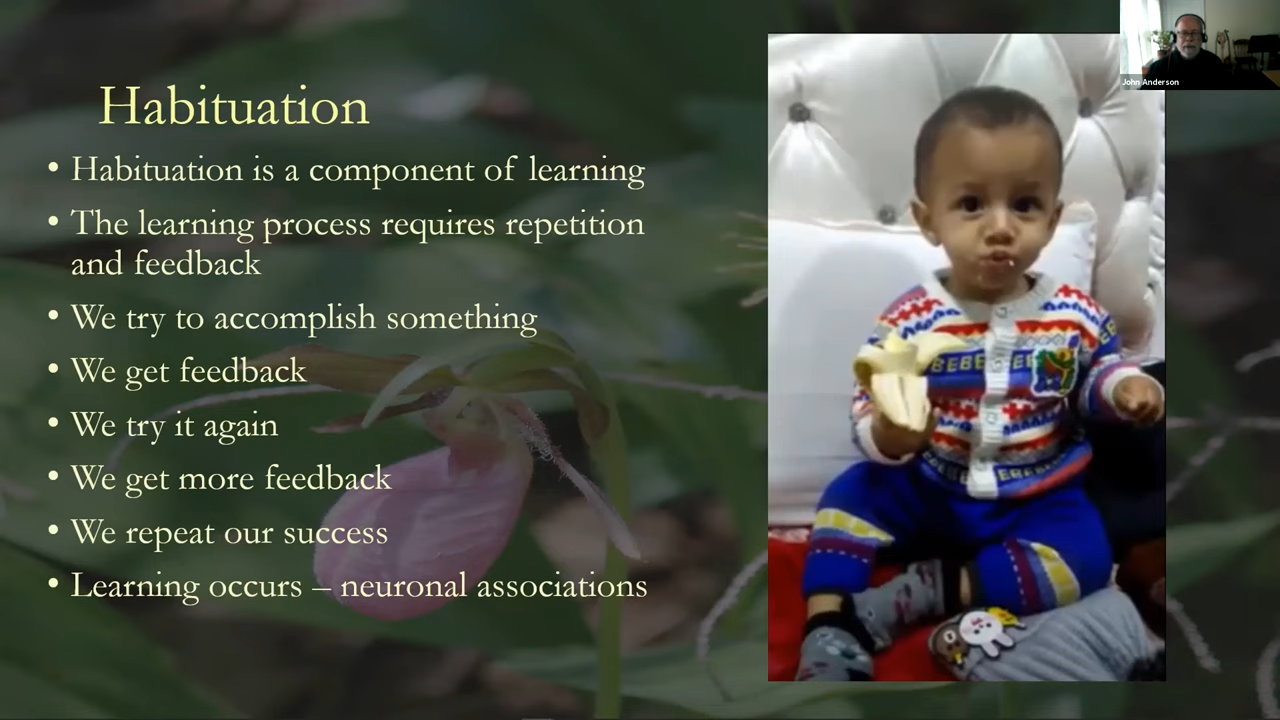 Habituation
• Habituation is a component of learning
• The learning process requires repetition
and feedback
• We try to accomplish something
• We get feedback
• We try it again
• We get more feedback
• We repeat our success
• Learning occurs – neuronal associations
John Anderson
BEBE